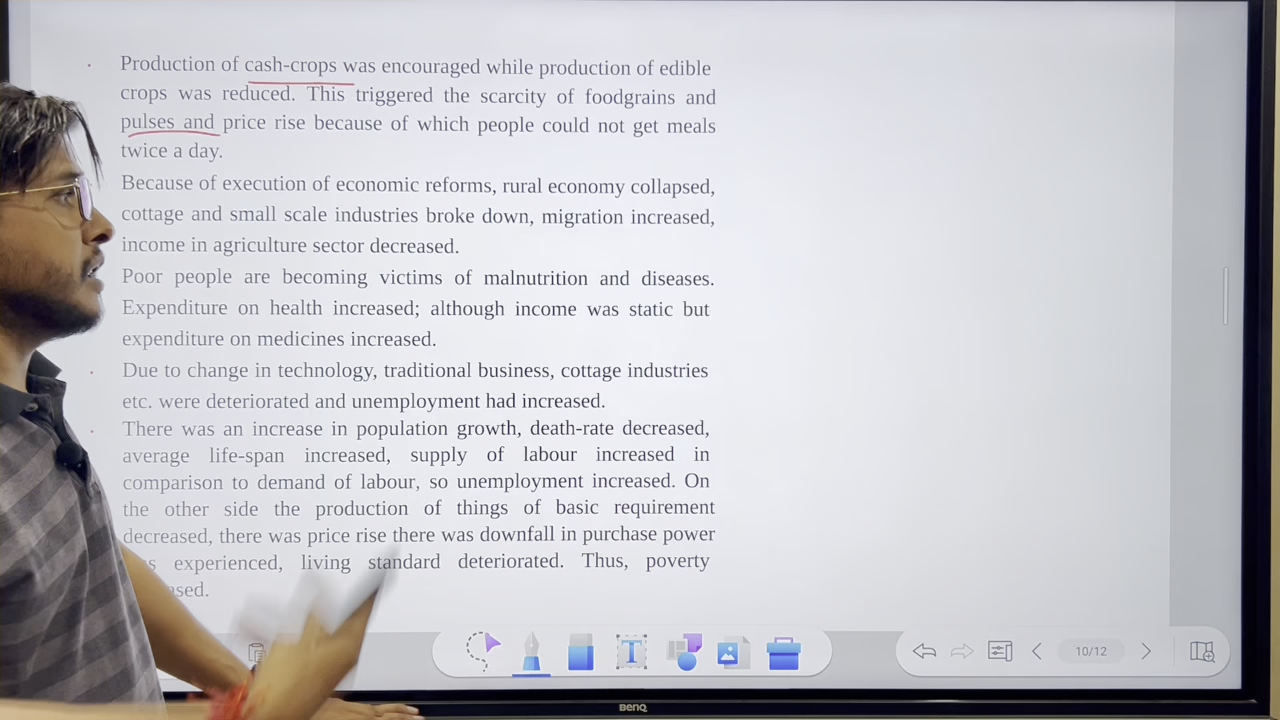 Production of cash-crops was encouraged while production of edible
crops was reduced. This triggered the scarcity of foodgrains and
pulses and price rise because of which people could not get meals
twice a day.
Because of execution of economic reforms, rural economy collapsed,
cottage and small scale industries broke down, migration increased,
income in agriculture sector decreased.
Poor people are becoming victims of malnutrition and diseases.
Expenditure on health increased; although income was static but
expenditure on medicines increased.
Due to change in technology, traditional business, cottage industries
etc. were deteriorated and unemployment had increased.
There was an increase in population growth, death-rate decreased,
average life-span increased, supply of labour increased in
comparison to demand of labour, so unemployment increased. On
the other side the production of things of basic requirement
decreased, there was price rise there was downfall in purchase power
experienced, living standard deteriorated. Thus, poverty
T
10/12
BenQ